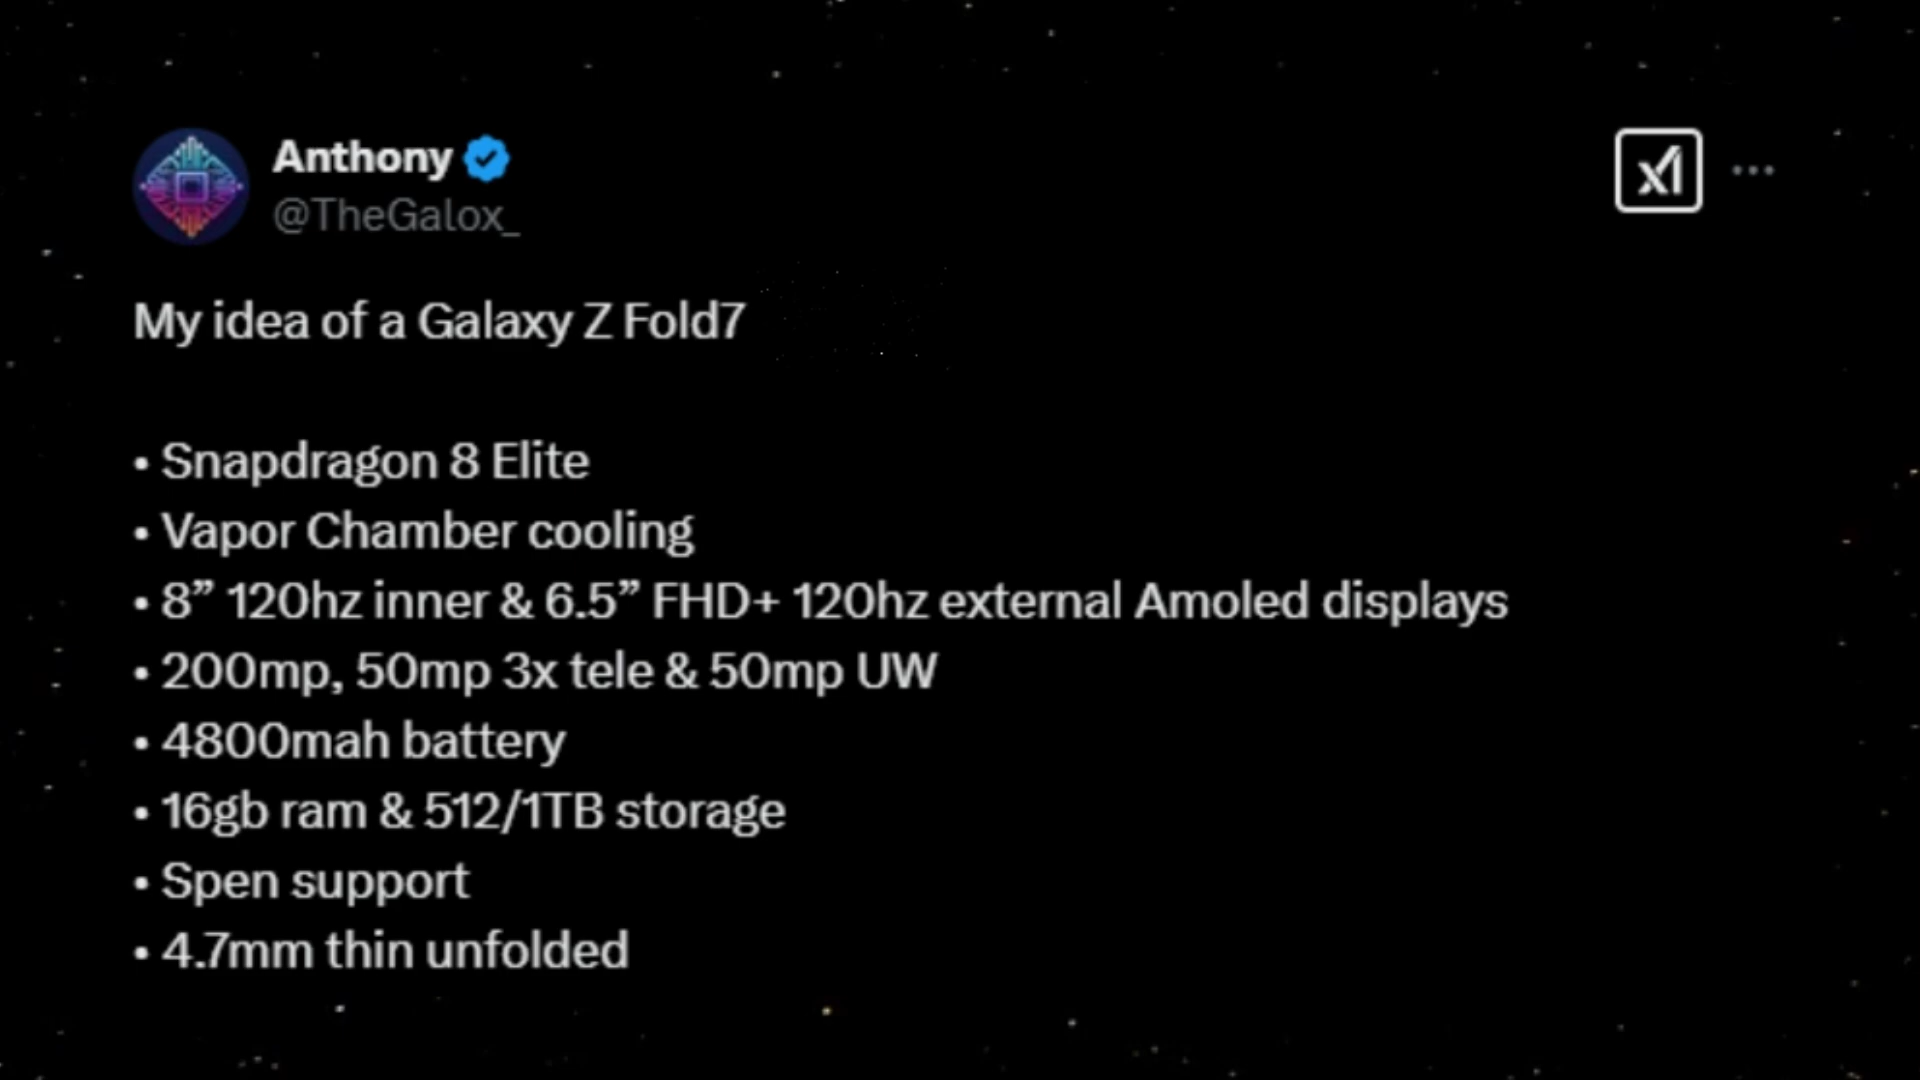 Anthony
@TheGalox_
xI
My idea of a Galaxy Z Fold7
• Snapdragon 8 Elite
• Vapor Chamber cooling
• 8” 120hz inner & 6.5” FHD+ 120hz external Amoled displays
• 200mp, 50mp 3x tele & 50mp UW
• 4800mah battery
• 16gb ram & 512/1TB storage
• Spen support
• 4.7mm thin unfolded